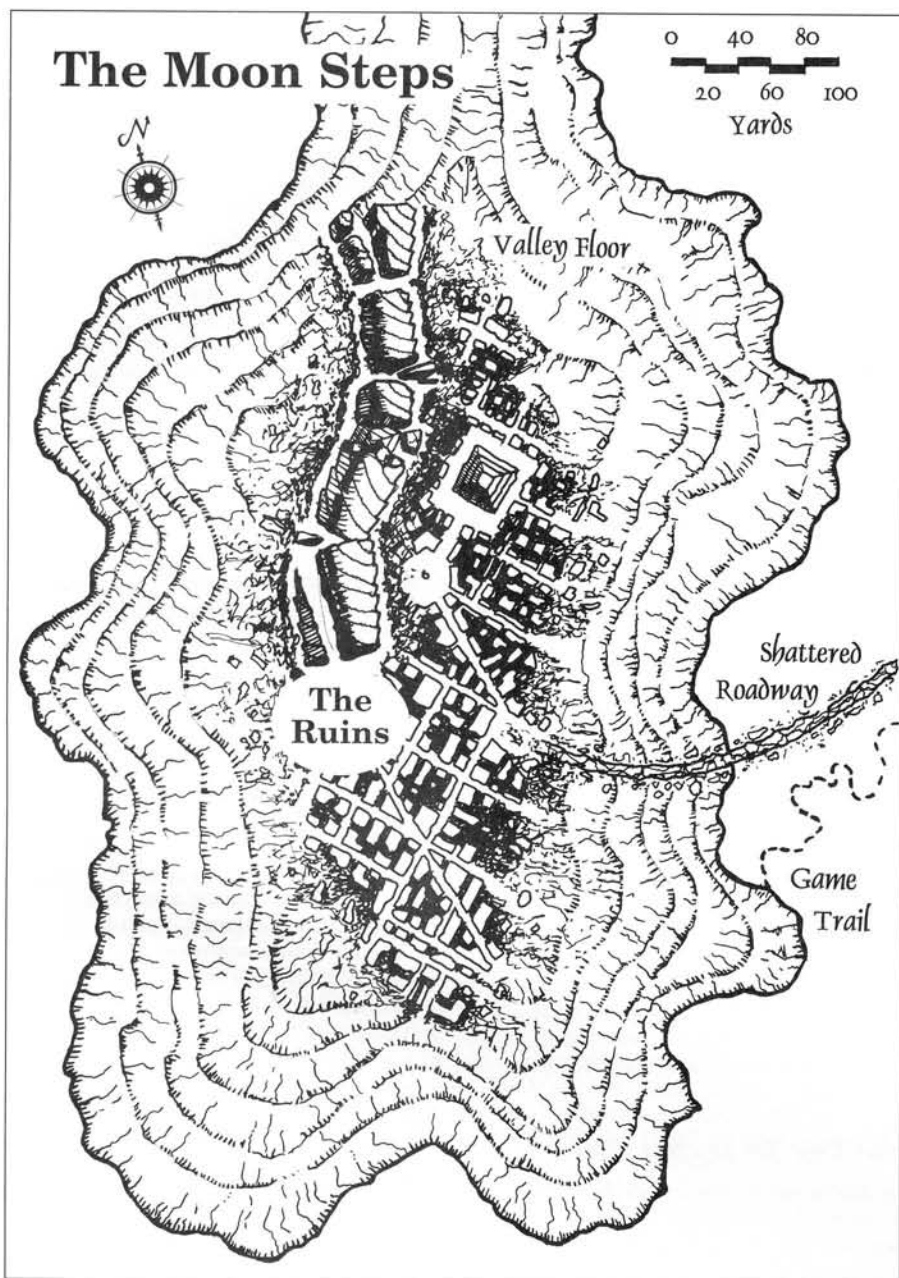 The Moon Steps
N
0 40 80
20 60 100
Yards
Valley Floor
Shattered
Roadway
The
Ruins
Game
Trail